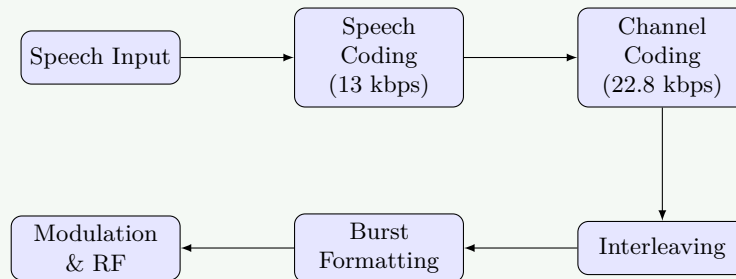 Speech Input
Speech
Coding
(13 kbps)
Channel
Coding
(22.8 kbps)
Interleaving
Burst
Formatting
Modulation
& RF